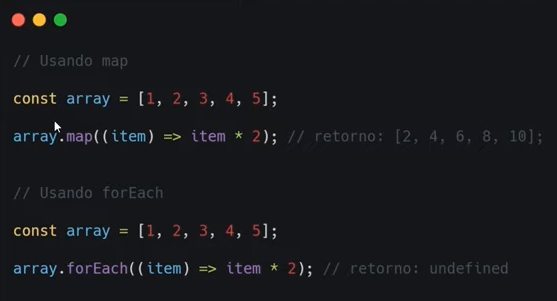 // Usando map
const array = [1, 2, 3, 4, 5];
array.map((item) => item * 2); // retorno: [2, 4, 6, 8, 10];
// Usando forEach
const array = [1, 2, 3, 4, 5];
array.forEach((item) => item * 2); // retorno: undefined